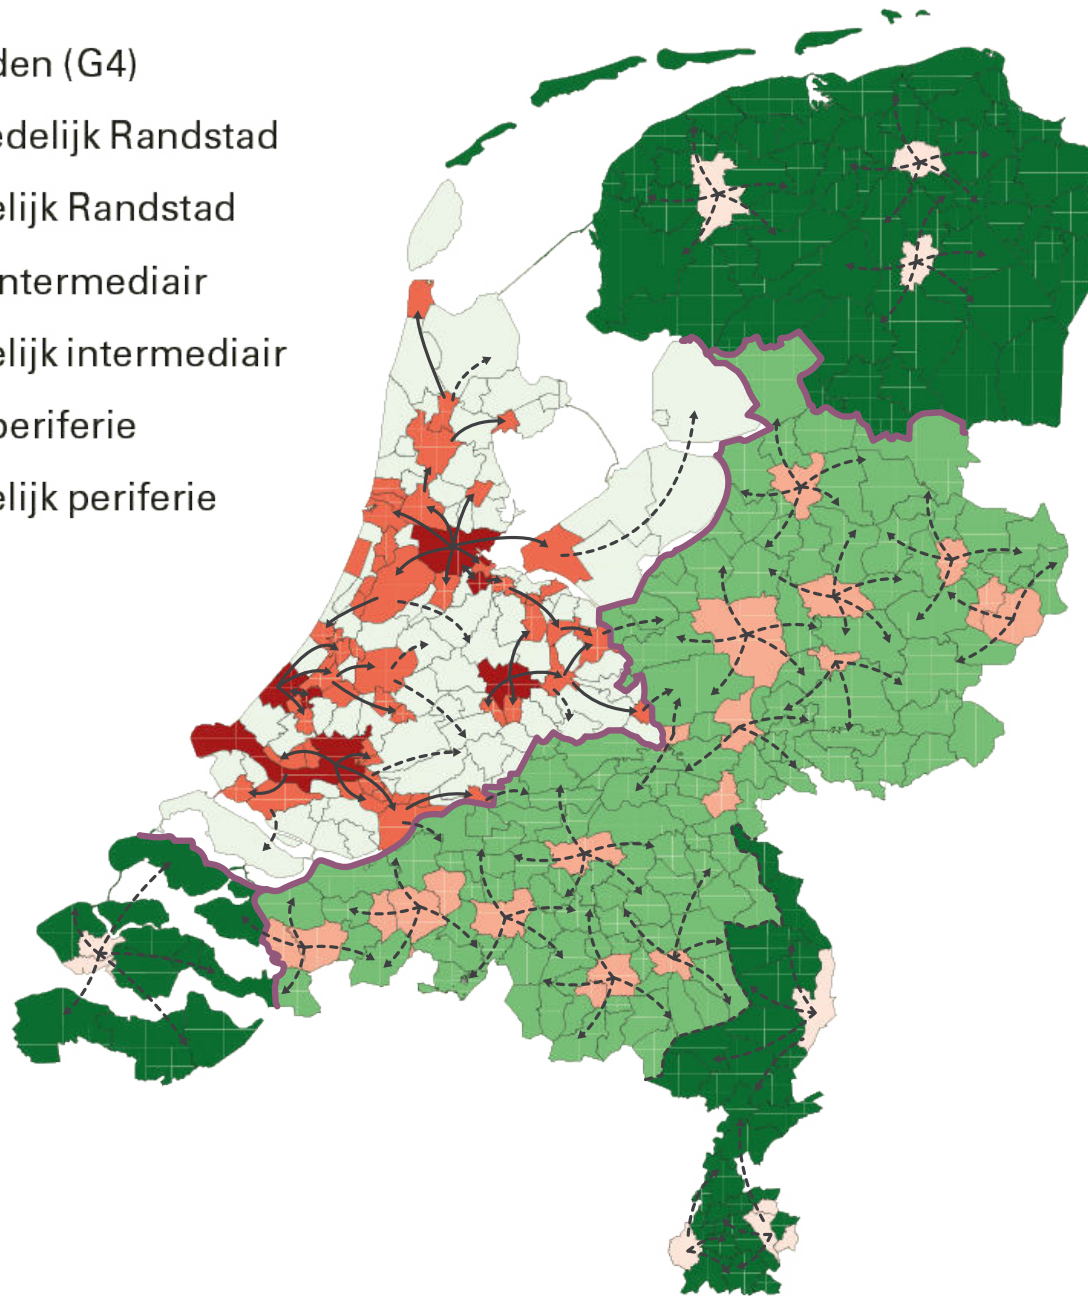 den (G4)
edelijk Randstad
elijk Randstad
ntermediair
elijk intermediair
periferie
elijk periferie